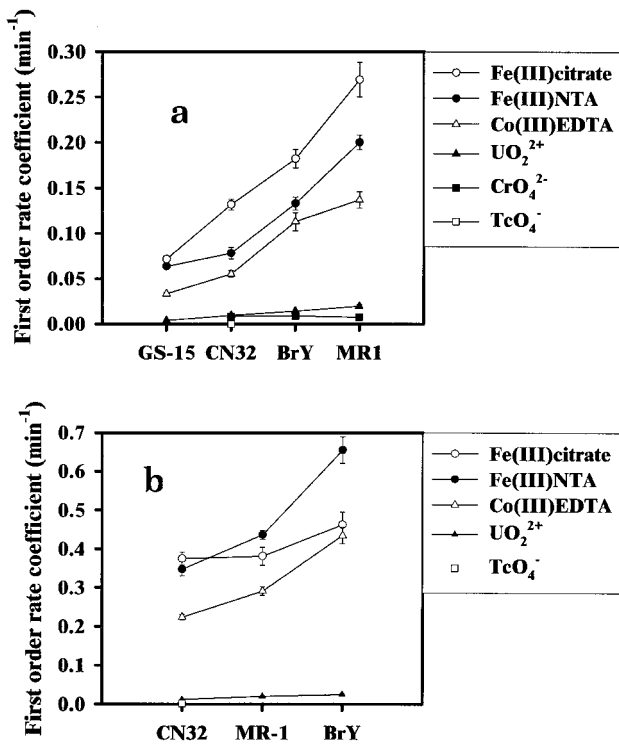 0.30
0.25
0.20
0.15
0.10
0.05
0.00
First order rate coefficient (min⁻¹)
a
GS-15 CN32 BrY MR1
Fe(III)citrate
Fe(III)NTA
Co(III)EDTA
UO₂²⁺
CrO₄²⁻
TcO₄⁻
0.7
0.6
0.5
0.4
0.3
0.2
0.1
0.0
First order rate coefficient (min⁻¹)
b
CN32 MR-1 BrY
Fe(III)citrate
Fe(III)NTA
Co(III)EDTA
UO₂²⁺
TcO₄⁻